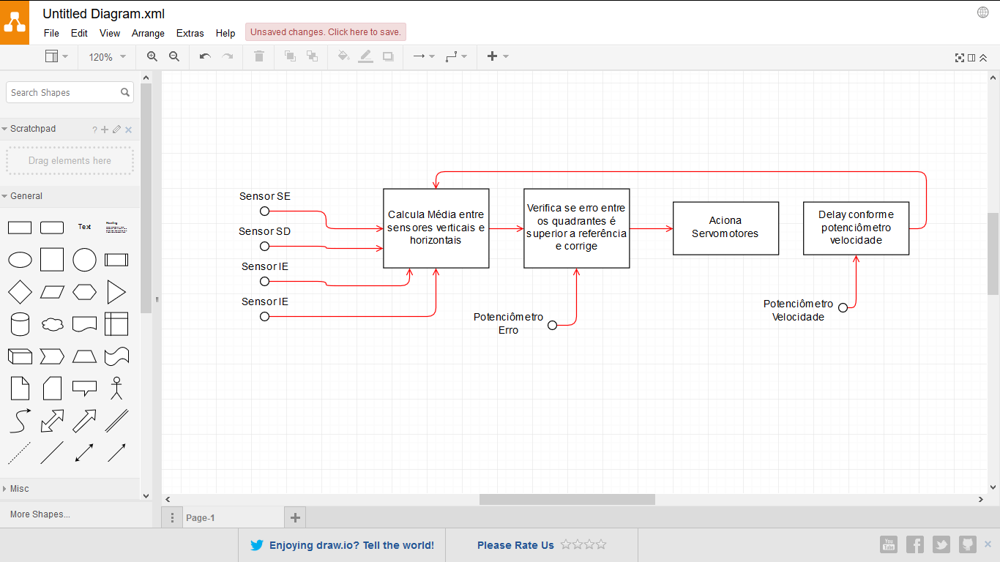 Untitled Diagram.xml
File Edit View Arrange Extras Help Unsaved changes. Click here to save.
120%
Search Shapes
Scratchpad
?
Drag elements here
General
Text
Heading
Misc
More Shapes...
Sensor SE
Sensor SD
Sensor IE
Sensor IE
Calcula Média entre
sensores verticais e
horizontais
Verifica se erro entre
os quadrantes é
superior a referência
e corrige
Aciona
Servomotores
Delay conforme
potenciômetro
velocidade
Potenciômetro
Erro
Potenciômetro
Velocidade
Page-1
Enjoying draw.io? Tell the world!
Please Rate Us
You
Tube